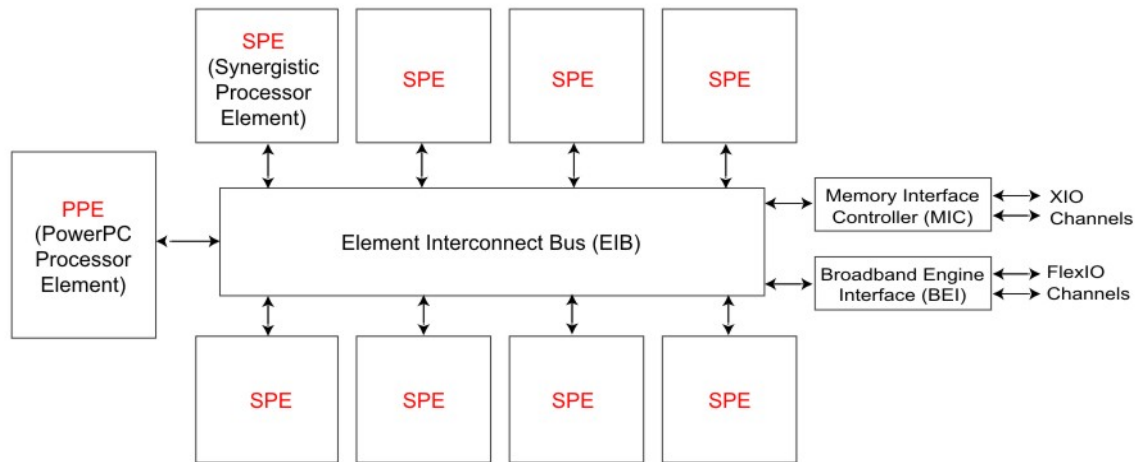 SPE
(Synergistic
Processor
Element)
SPE
SPE
SPE
PPE
(PowerPC
Processor
Element)
Element Interconnect Bus (EIB)
Memory Interface
Controller (MIC)
XIO
Channels
Broadband Engine
Interface (BEI)
FlexIO
Channels
SPE
SPE
SPE
SPE